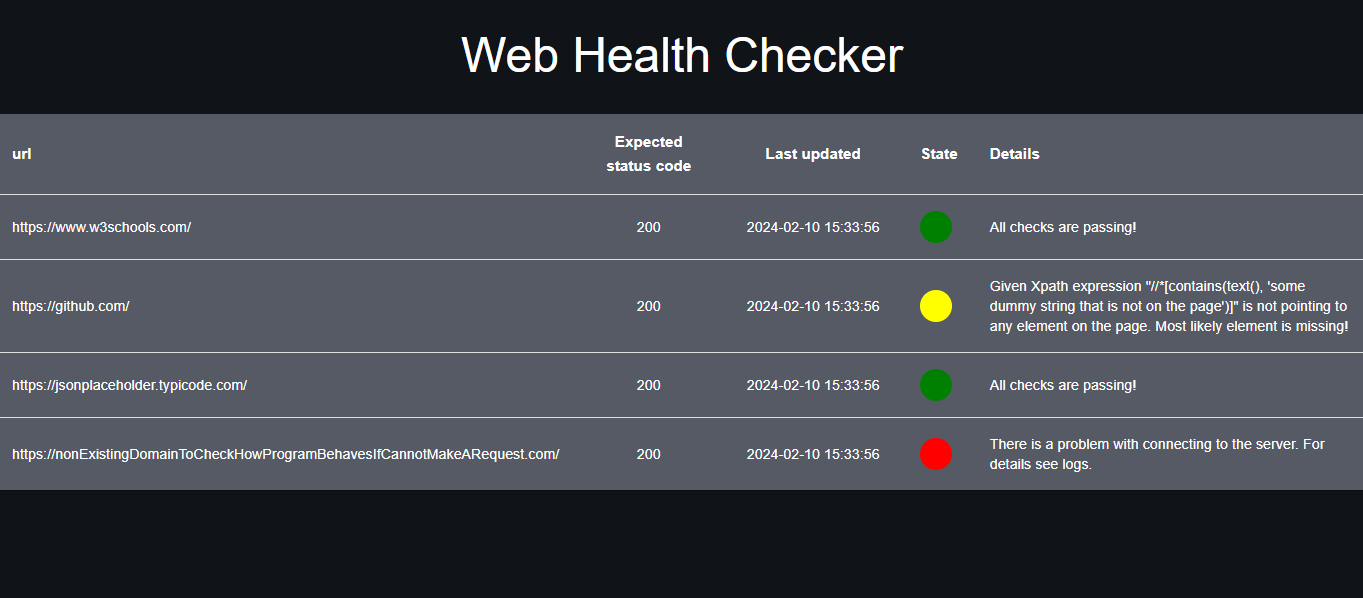 Web Health Checker
url
Expected
status code
Last updated
State
Details
https://www.w3schools.com/
200
2024-02-10 15:33:56
All checks are passing!
https://github.com/
200
2024-02-10 15:33:56
Given Xpath expression "//*[contains(text(), 'some
dummy string that is not on the page')]" is not pointing to
any element on the page. Most likely element is missing!
https://jsonplaceholder.typicode.com/
200
2024-02-10 15:33:56
All checks are passing!
https://nonExistingDomainToCheckHowProgramBehavesIfCannotMakeARequest.com/
200
2024-02-10 15:33:56
There is a problem with connecting to the server. For
details see logs.